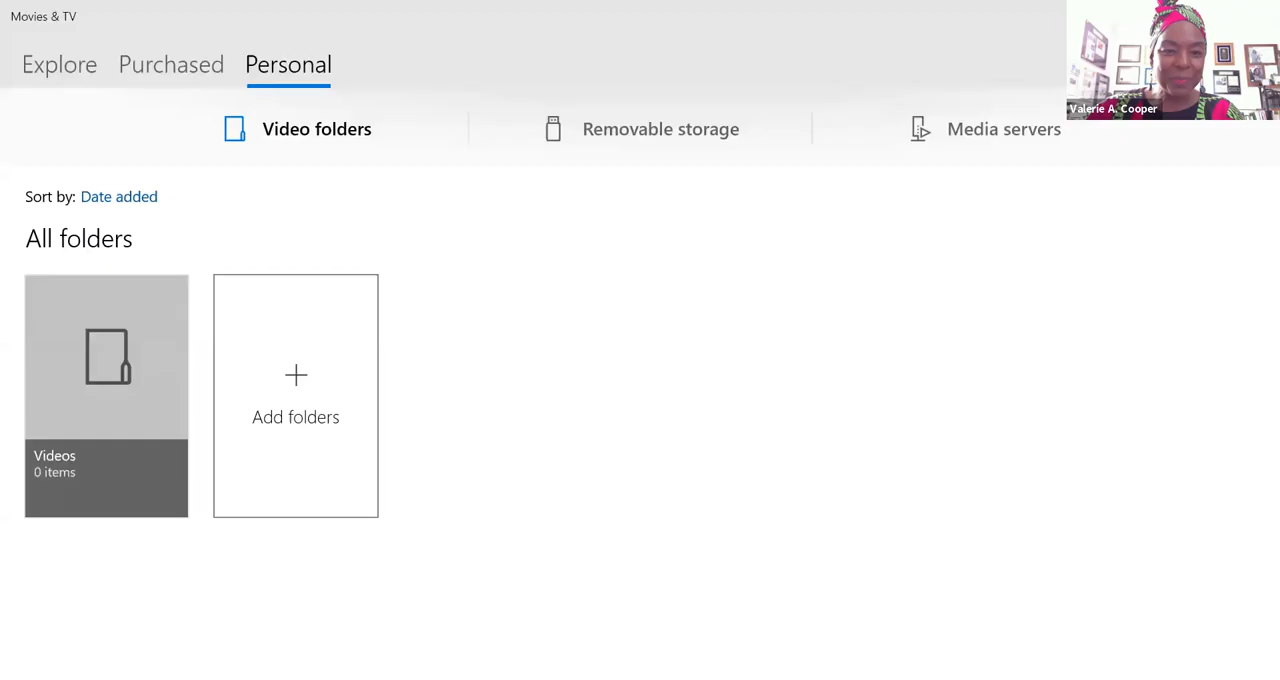 Movies & TV
Explore Purchased Personal
Valerie A. Cooper
Video folders Removable storage Media servers
Sort by: Date added
All folders
Add folders
Videos
0 items